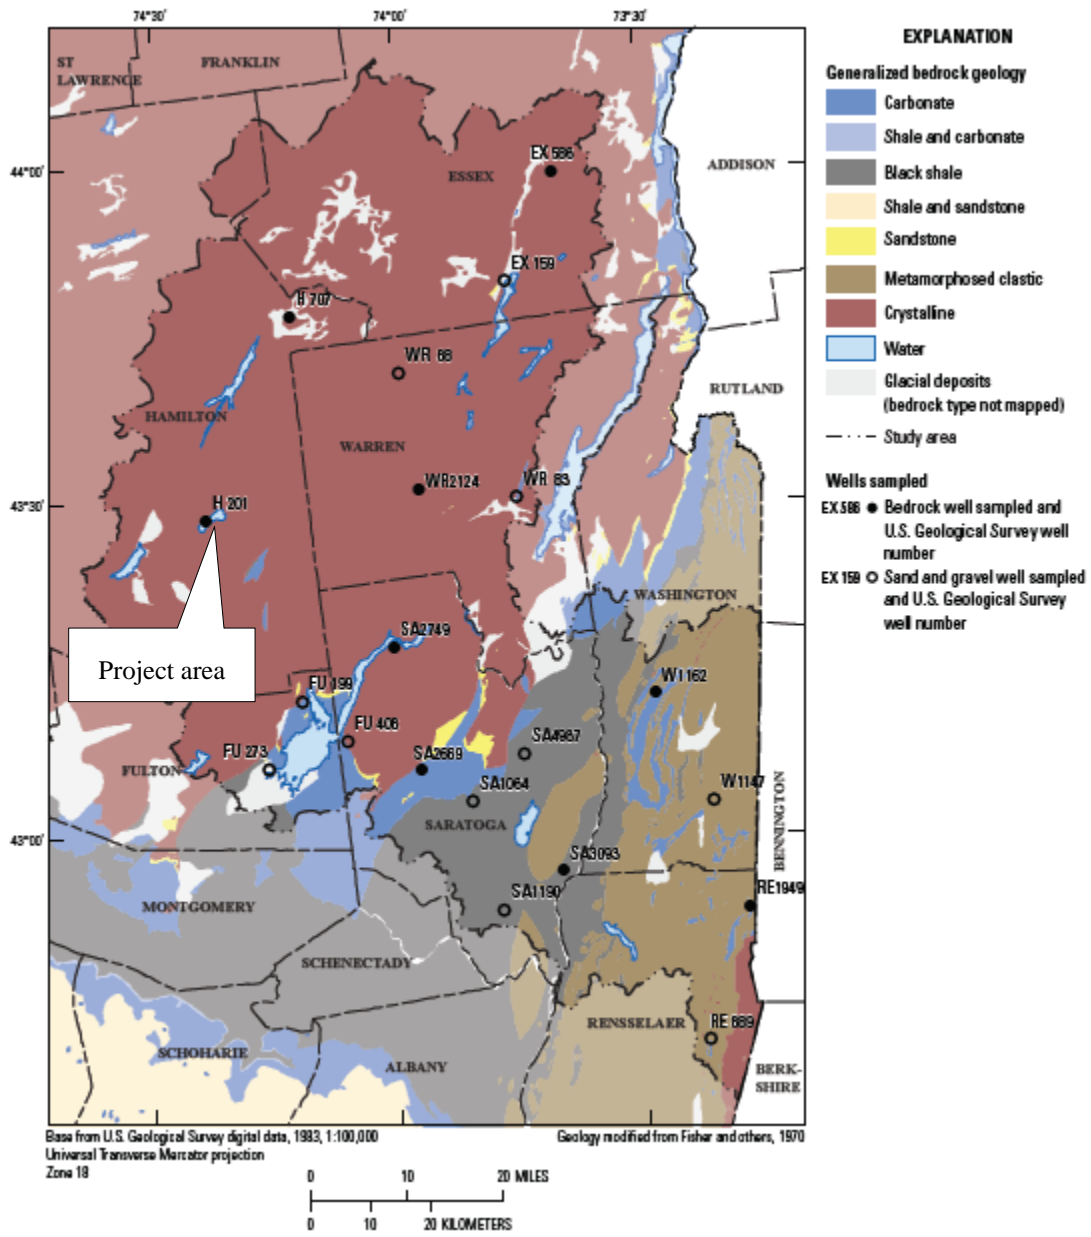 74°30'
74°00'
73°30'
ST
LAWRENCE
FRANKLIN
44°00'
ESSEX
EX 586
ADDISON
EX 159
H 707
WR 68
RUTLAND
HAMILTON
WARREN
WR2124
WR 83
43°30'
H 201
WASHINGTON
Project area
SA2749
FU 199
W1162
FU 406
FU 273
SA4987
SA2669
FULTON
SA1064
W1147
43°00'
SARATOGA
BENNINGTON
SA3093
SA1190
RE1949
MONTGOMERY
SCHENECTADY
RENSSELAER
RE 889
SCHOHARIE
ALBANY
BERK-
SHIRE
Base from U.S. Geological Survey digital data, 1983, 1:100,000
Universal Transverse Mercator projection
Zone 18
Geology modified from Fisher and others, 1970
0 10 20 MILES
0 10 20 KILOMETERS
EXPLANATION
Generalized bedrock geology
Carbonate
Shale and carbonate
Black shale
Shale and sandstone
Sandstone
Metamorphosed clastic
Crystalline
Water
Glacial deposits
(bedrock type not mapped)
Study area
Wells sampled
EX 586 Bedrock well sampled and
U.S. Geological Survey well
number
EX 159 Sand and gravel well sampled
and U.S. Geological Survey
well number